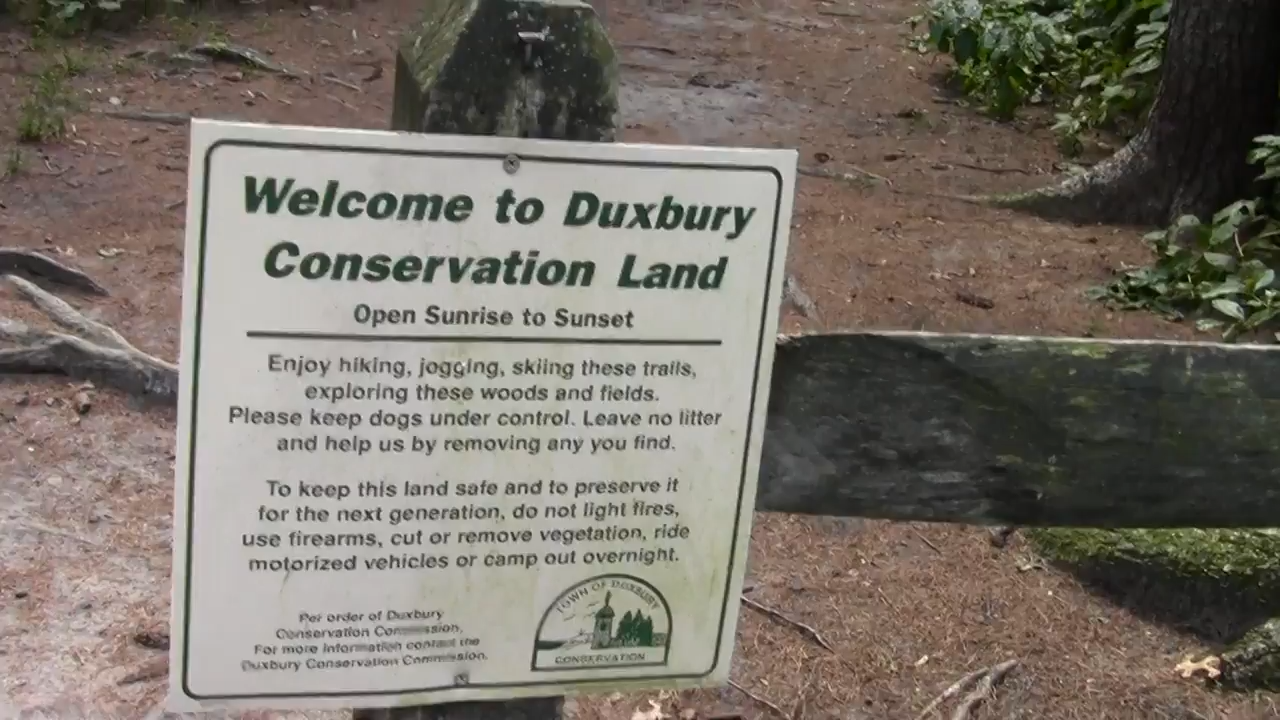 Welcome to Duxbury
Conservation Land
Open Sunrise to Sunset
Enjoy hiking, jogging, skiing these trails,
exploring these woods and fields.
Please keep dogs under control. Leave no litter
and help us by removing any you find.
To keep this land safe and to preserve it
for the next generation, do not light fires,
use firearms, cut or remove vegetation, ride
motorized vehicles or camp out overnight.
Per order of Duxbury
Conservation Commission.
For more information contact the
Duxbury Conservation Commission.
TOWN OF DUXBURY
CONSERVATION